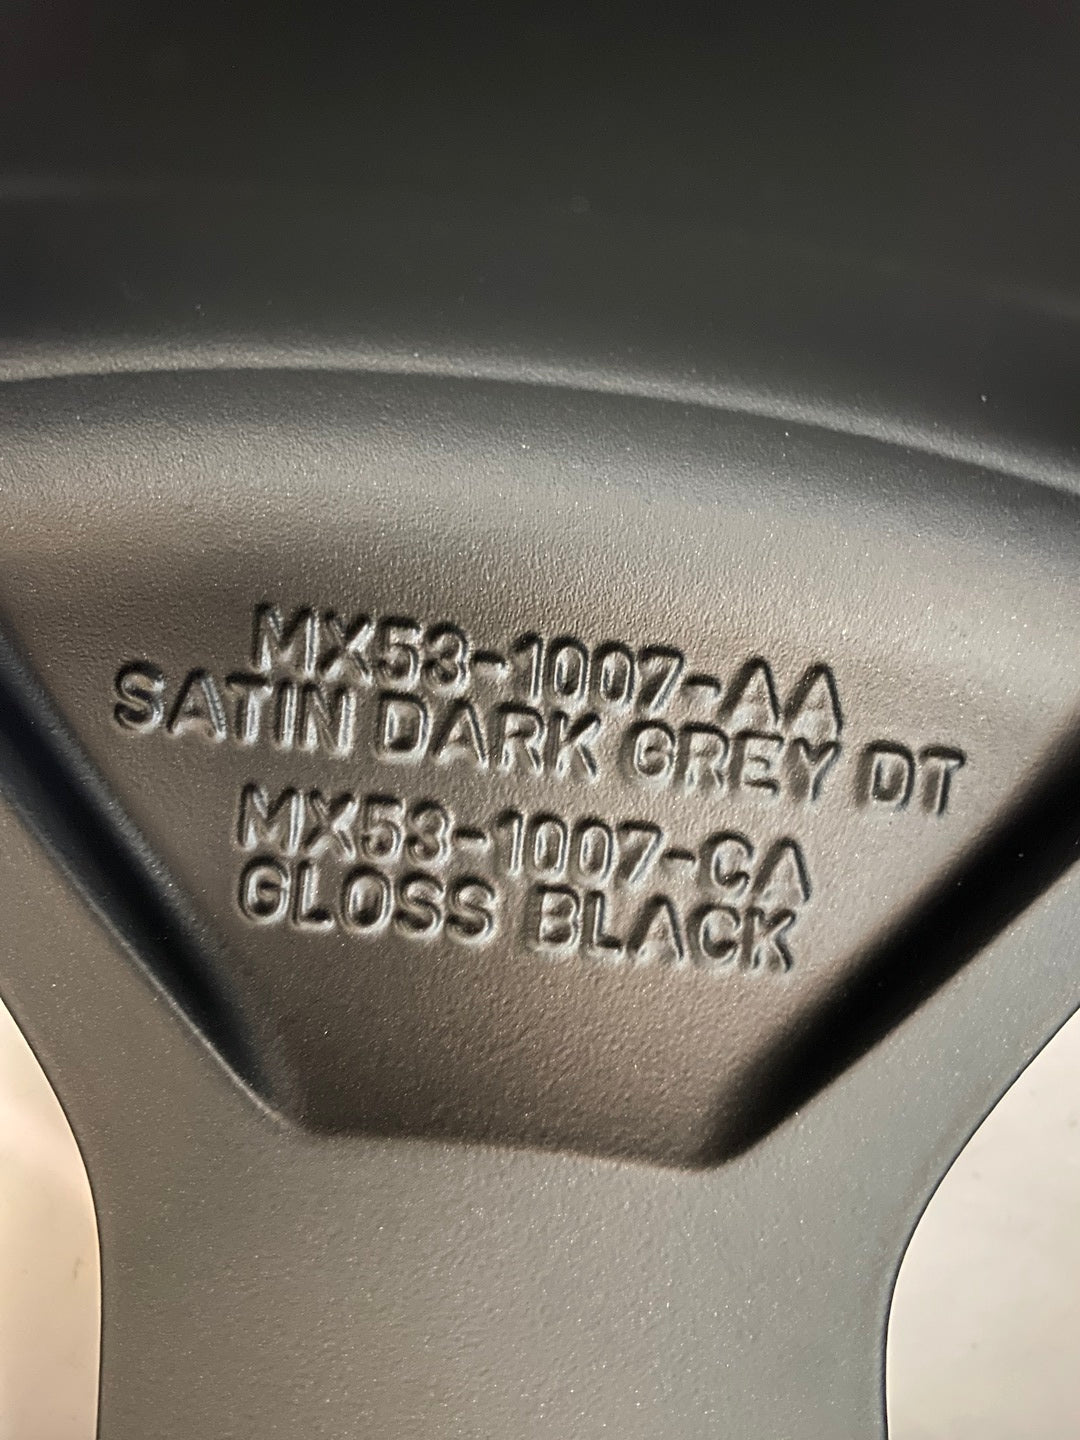 MX53-1007-AA
SATIN DARK GREY DT
MX53-1007-CA
GLOSS BLACK